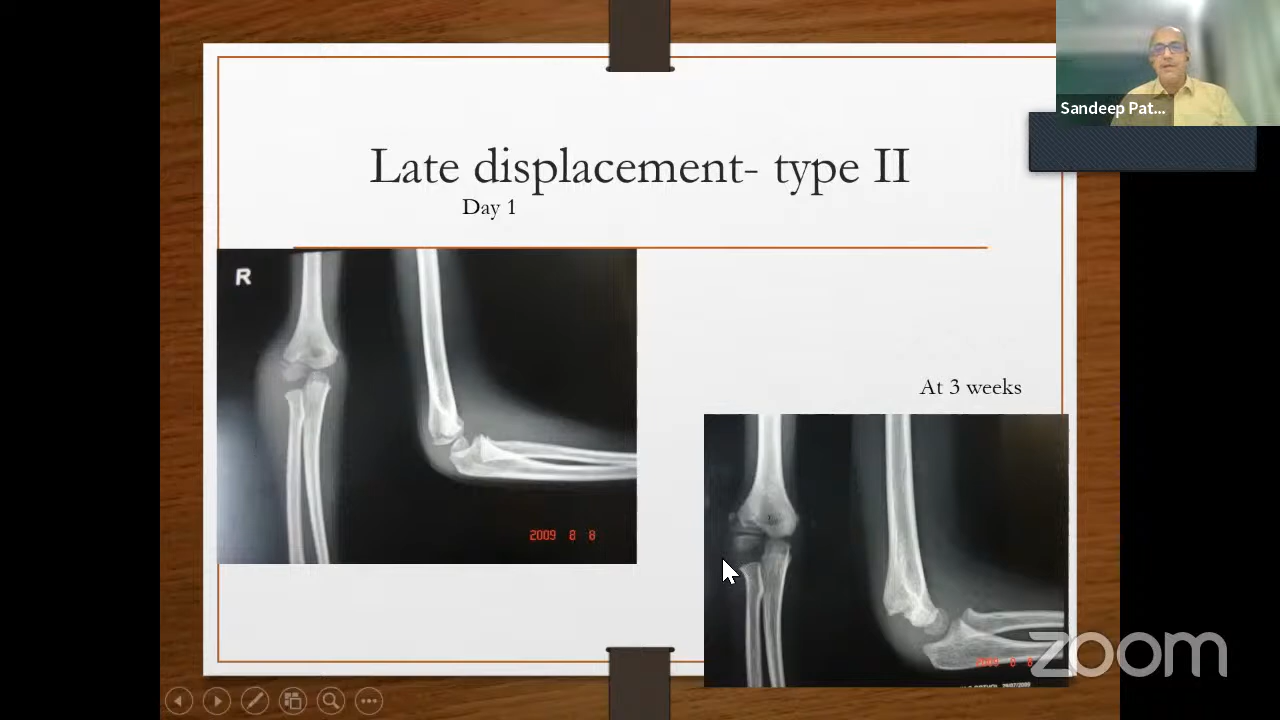 Sandeep Pat...
Late displacement- type II
Day 1
R
At 3 weeks
2009 8 8
zoom